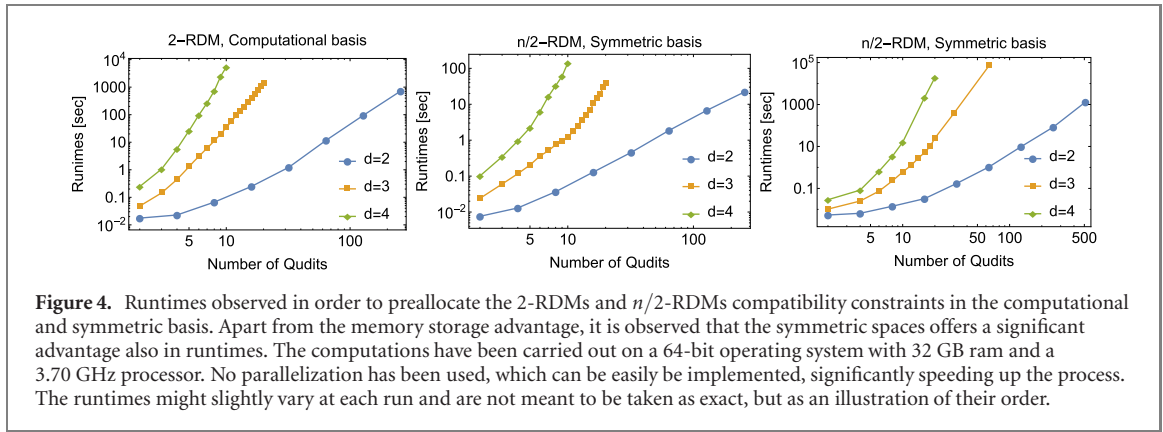 2−RDM, Computational basis
10^4
1000
100
10
1
0.1
10^−2
Runimes [sec]
5
10
100
Number of Qudits
d=2
d=3
d=4
n/2−RDM, Symmetric basis
100
10
1
0.1
10^−2
Runtimes [sec]
5
10
50
100
Number of Qudits
d=2
d=3
d=4
n/2−RDM, Symmetric basis
10^5
1000
10
0.1
Runtimes [sec]
5
10
50
100
500
Number of Qudits
d=2
d=3
d=4
Figure 4. Runtimes observed in order to preallocate the 2-RDMs and n/2-RDMs compatibility constraints in the computational
and symmetric basis. Apart from the memory storage advantage, it is observed that the symmetric spaces offers a significant
advantage also in runtimes. The computations have been carried out on a 64-bit operating system with 32 GB ram and a
3.70 GHz processor. No parallelization has been used, which can be easily be implemented, significantly speeding up the process.
The runtimes might slightly vary at each run and are not meant to be taken as exact, but as an illustration of their order.